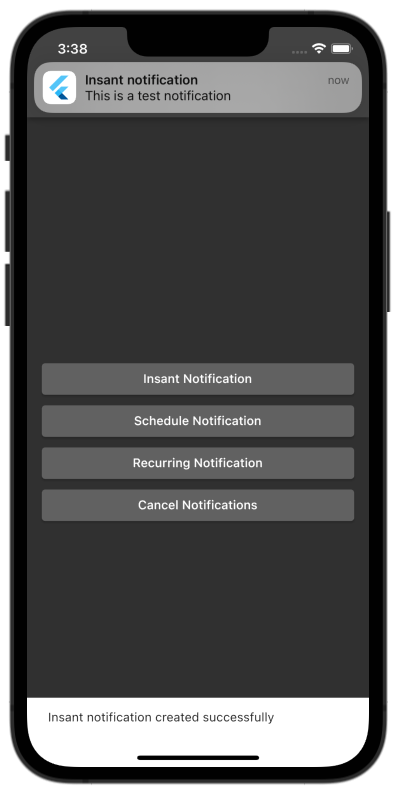 3:38
Insant notification now
This is a test notification
Insant Notification
Schedule Notification
Recurring Notification
Cancel Notifications
Insant notification created successfully